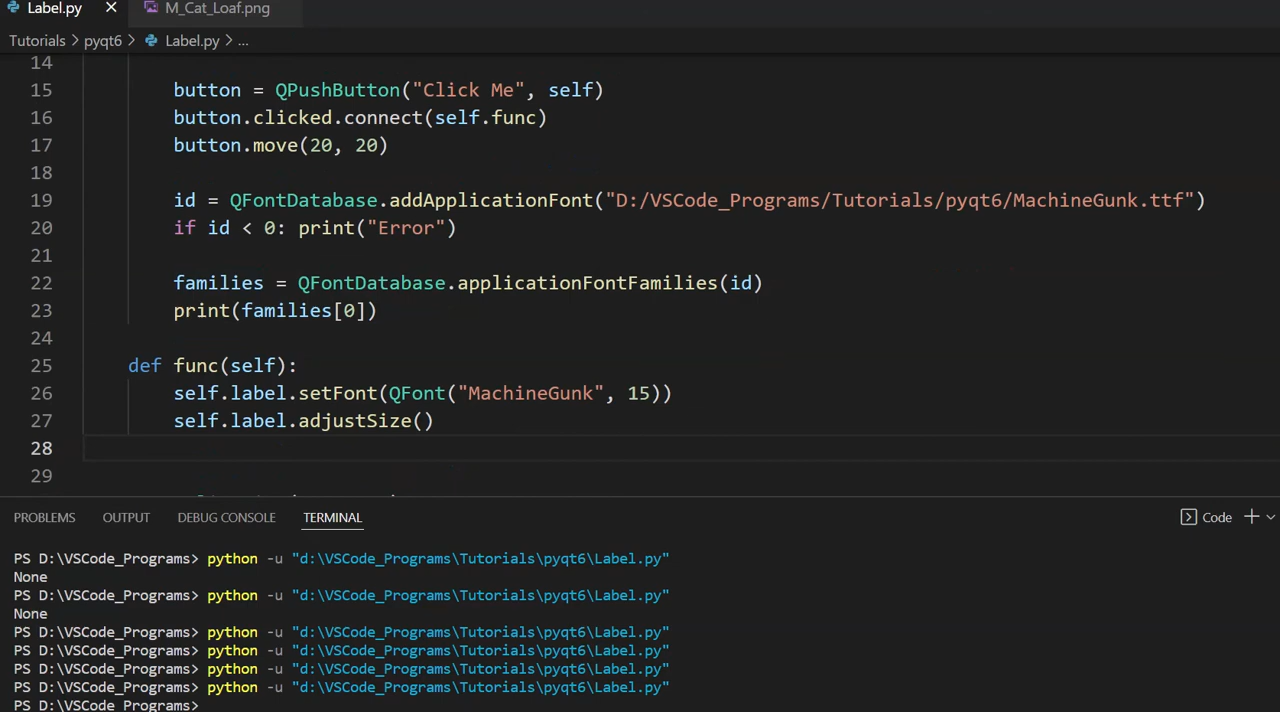 Label.py
M_Cat_Loaf.png
Tutorials > pyqt6 > Label.py > ...
14
15 button = QPushButton("Click Me", self)
16 button.clicked.connect(self.func)
17 button.move(20, 20)
18
19 id = QFontDatabase.addApplicationFont("D:/VSCode_Programs/Tutorials/pyqt6/MachineGunk.ttf")
20 if id < 0: print("Error")
21
22 families = QFontDatabase.applicationFontFamilies(id)
23 print(families[0])
24
25 def func(self):
26 self.label.setFont(QFont("MachineGunk", 15))
27 self.label.adjustSize()
28
29
PROBLEMS OUTPUT DEBUG CONSOLE TERMINAL Code
PS D:\VSCode_Programs> python -u "d:\VSCode_Programs\Tutorials\pyqt6\Label.py"
None
PS D:\VSCode_Programs> python -u "d:\VSCode_Programs\Tutorials\pyqt6\Label.py"
None
PS D:\VSCode_Programs> python -u "d:\VSCode_Programs\Tutorials\pyqt6\Label.py"
PS D:\VSCode_Programs> python -u "d:\VSCode_Programs\Tutorials\pyqt6\Label.py"
PS D:\VSCode_Programs> python -u "d:\VSCode_Programs\Tutorials\pyqt6\Label.py"
PS D:\VSCode_Programs> python -u "d:\VSCode_Programs\Tutorials\pyqt6\Label.py"
PS D:\VSCode_Programs>